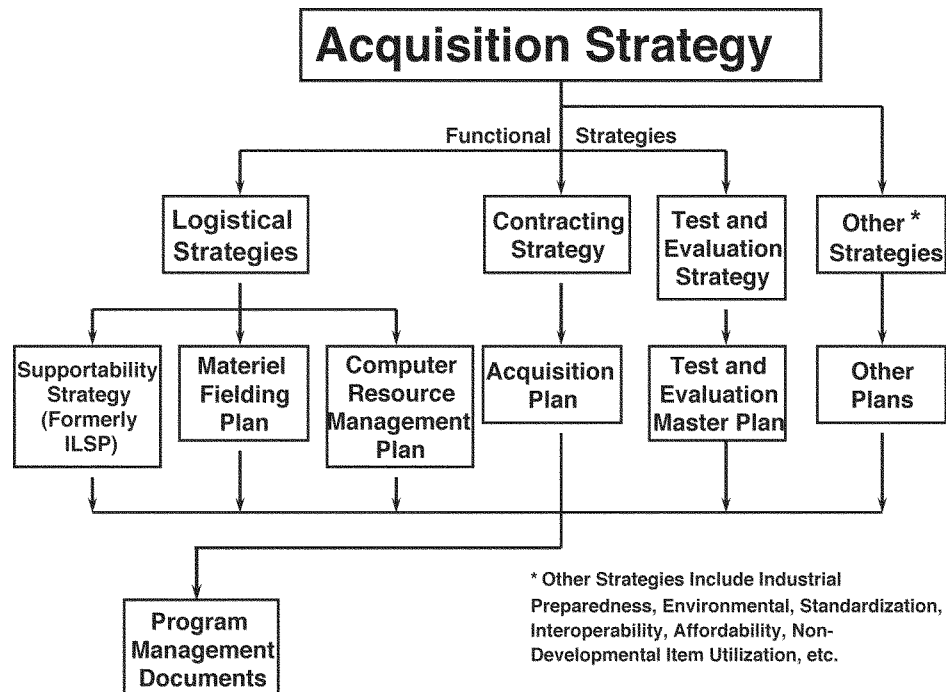 Acquisition Strategy
Functional Strategies
Logistical
Strategies
Contracting
Strategy
Test and
Evaluation
Strategy
Other *
Strategies
Supportability
Strategy
(Formerly
ILSP)
Materiel
Fielding
Plan
Computer
Resource
Management
Plan
Acquisition
Plan
Test and
Evaluation
Master Plan
Other
Plans
Program
Management
Documents
* Other Strategies Include Industrial
Preparedness, Environmental, Standardization,
Interoperability, Affordability, Non-
Developmental Item Utilization, etc.